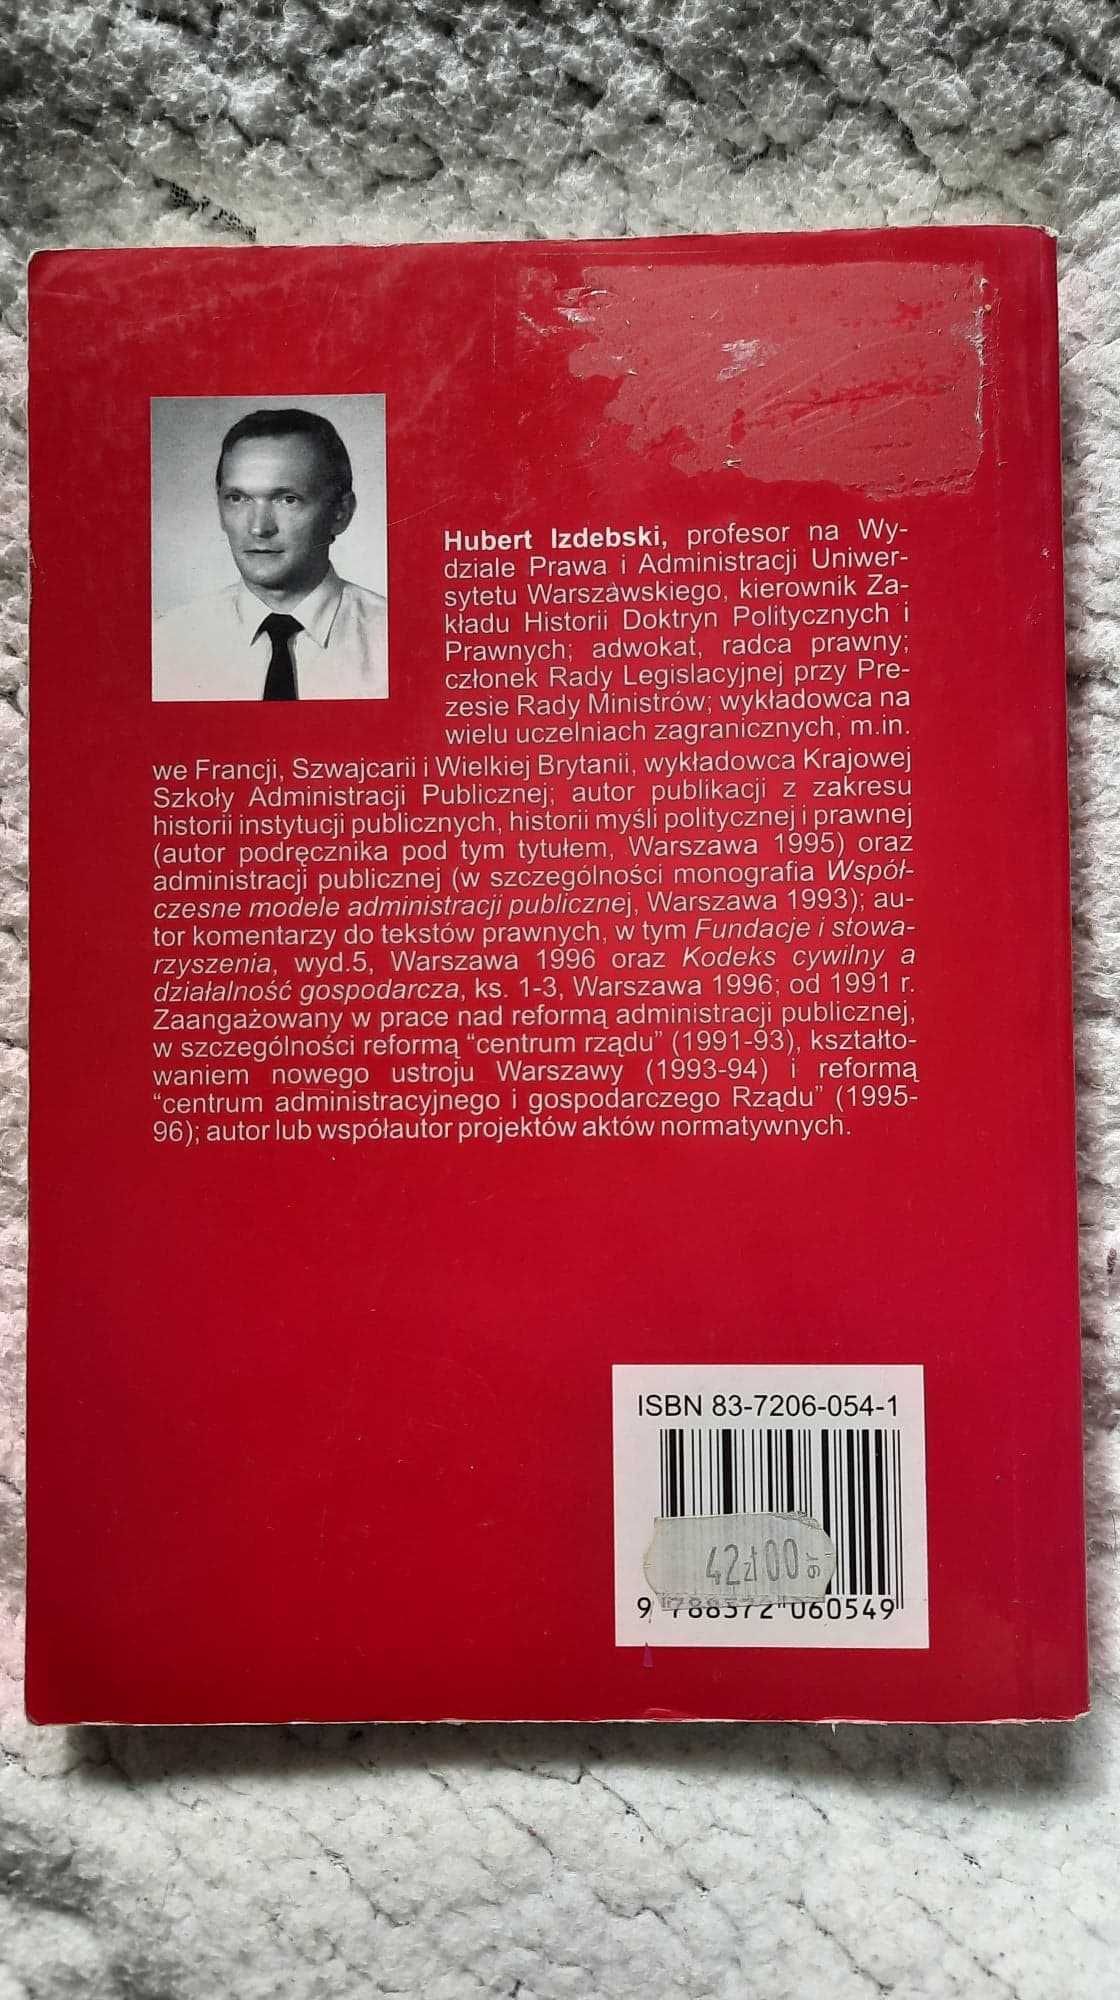 Hubert Izdebski, profesor na Wy-
dziale Prawa i Administracji Uniwer-
sytetu Warszawskiego, kierownik Za-
kładu Historii Doktryn Politycznych i
Prawnych; adwokat, radca prawny;
członek Rady Legislacyjnej przy Pre-
zesie Rady Ministrów; wykładowca na
wielu uczelniach zagranicznych, m.in.
we Francji, Szwajcarii i Wielkiej Brytanii, wykładowca Krajowej
Szkoły Administracji Publicznej; autor publikacji z zakresu
historii instytucji publicznych, historii myśli politycznej i prawnej
(autor podręcznika pod tym tytułem, Warszawa 1995) oraz
administracji publicznej (w szczególności monografia Współ-
czesne modele administracji publicznej, Warszawa 1993); au-
tor komentarzy do tekstów prawnych, w tym Fundacje i stowa-
rzyszenia, wyd.5, Warszawa 1996 oraz Kodeks cywilny a
działalność gospodarcza, ks. 1-3, Warszawa 1996; od 1991 r.
Zaangażowany w prace nad reformą administracji publicznej,
w szczególności reformą “centrum rządu” (1991-93), kształto-
waniem nowego ustroju Warszawy (1993-94) i reformą
“centrum administracyjnego i gospodarczego Rządu” (1995-
96); autor lub współautor projektów aktów normatywnych.
ISBN 83-7206-054-1
42zł00gr
9 788372 060549